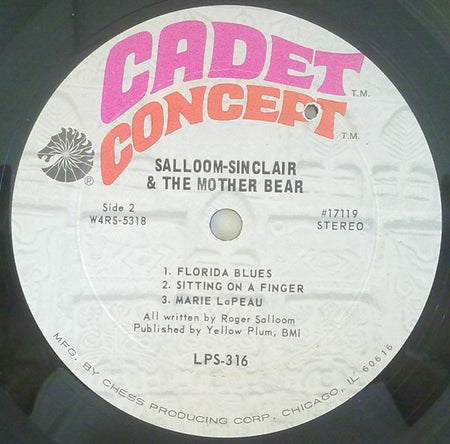 CADET
T.M.
CONCEPT
T.M.
®
SALLOOM-SINCLAIR
& THE MOTHER BEAR
Side 2
W4RS-5318
#17119
STEREO
1. FLORIDA BLUES
2. SITTING ON A FINGER
3. MARIE LaPEAU
All written by Roger Salloom
Published by Yellow Plum, BMI
LPS-316
MFG. BY CHESS PRODUCING CORP., CHICAGO, IL 60616